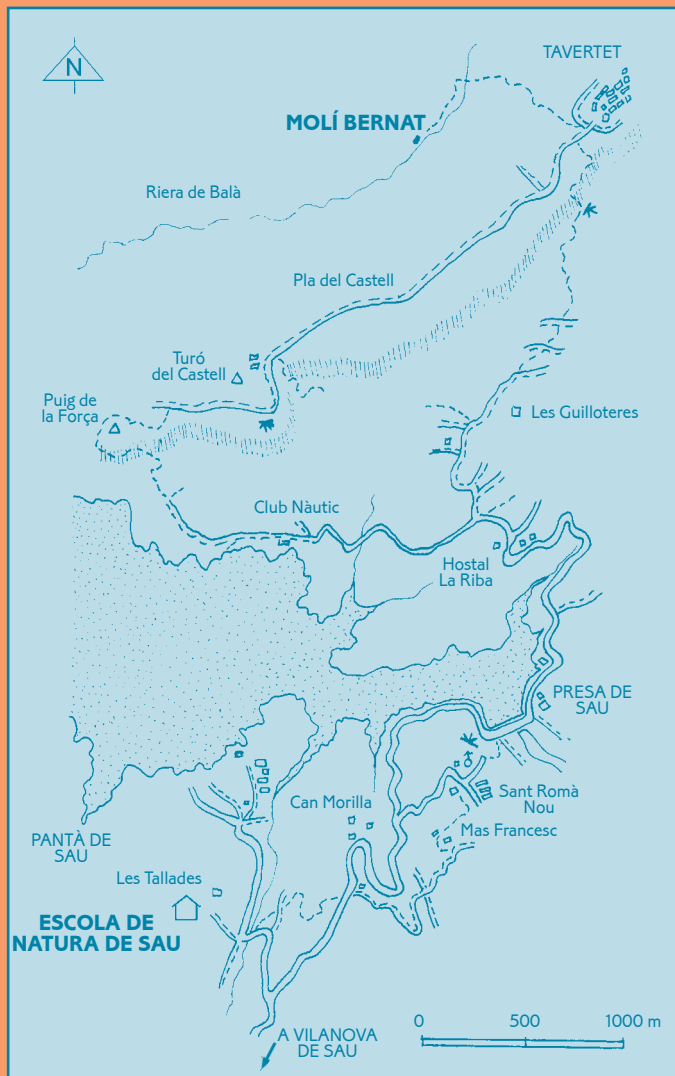 N
TAVERTET
MOLÍ BERNAT
Riera de Balà
Pla del Castell
Turó
del Castell
Puig de
la Força
Les Guilloteres
Club Nàutic
Hostal
La Riba
PRESA DE
SAU
Sant Romà
Nou
Can Morilla
Mas Francesc
PANTÀ DE
SAU
Les Tallades
ESCOLA DE
NATURA DE SAU
0 500 1000 m
A VILANOVA
DE SAU